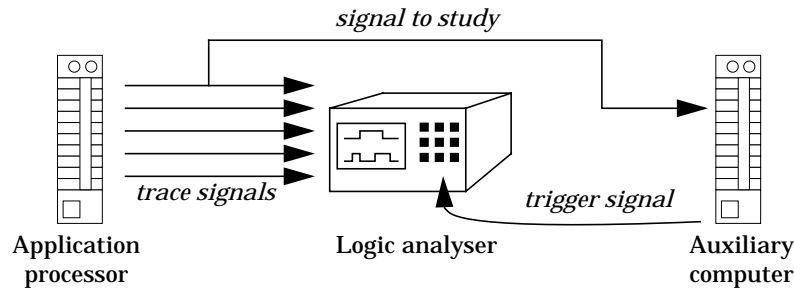 signal to study
trace signals
trigger signal
Application
processor
Logic analyser
Auxiliary
computer